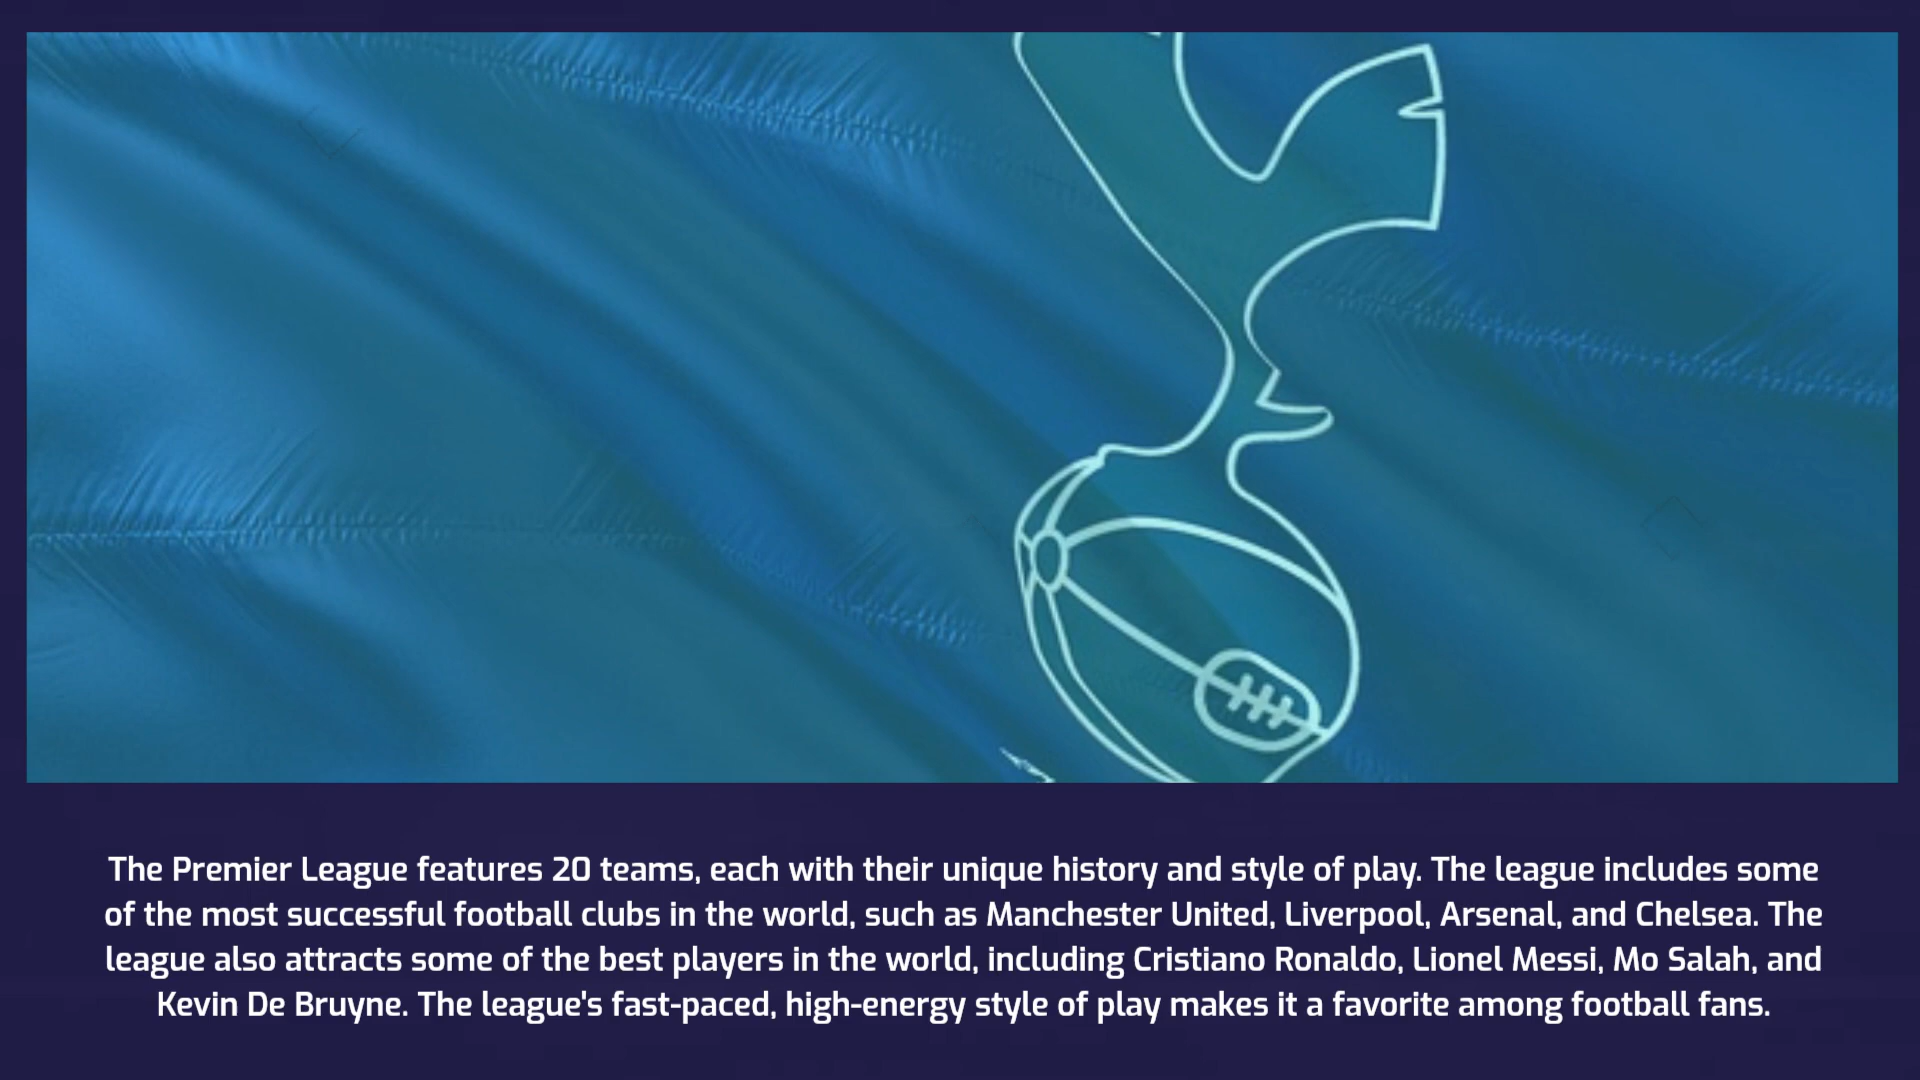 The Premier League features 20 teams, each with their unique history and style of play. The league includes some
of the most successful football clubs in the world, such as Manchester United, Liverpool, Arsenal, and Chelsea. The
league also attracts some of the best players in the world, including Cristiano Ronaldo, Lionel Messi, Mo Salah, and
Kevin De Bruyne. The league's fast-paced, high-energy style of play makes it a favorite among football fans.